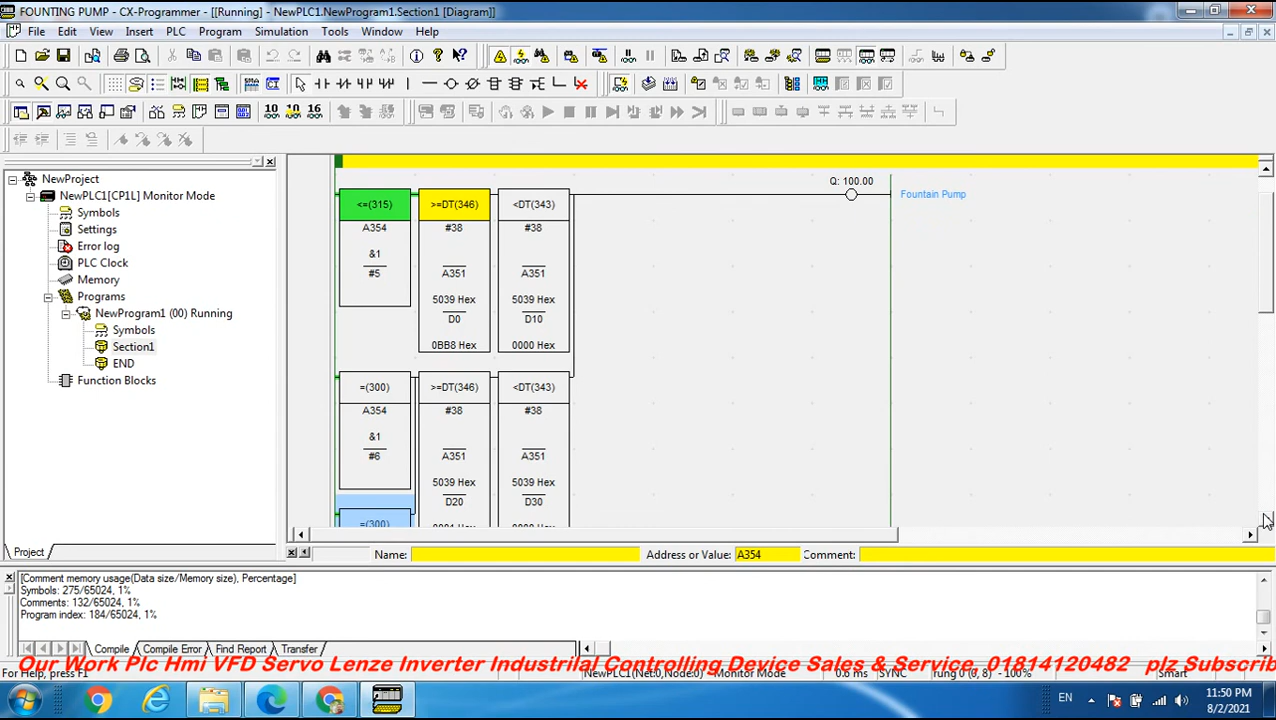 FOUNTING PUMP - CX-Programmer - [[Running] - NewPLC1.NewProgram1.Section1 [Diagram]]
File Edit View Insert PLC Program Simulation Tools Window Help
10 10 16
NewProject
NewPLC1[CP1L] Monitor Mode
Symbols
Settings
Error log
PLC Clock
Memory
Programs
NewProgram1 (00) Running
Symbols
Section1
END
Function Blocks
Project
Q: 100.00
Fountain Pump
<=(315) >=DT(346) <DT(343)
A354 #38 #38
&1
#5 A351 A351
5039 Hex 5039 Hex
D0 D10
0BB8 Hex 0000 Hex
=(300) >=DT(346) <DT(343)
A354 #38 #38
&1
#6 A351 A351
5039 Hex 5039 Hex
D20 D30
=(300)
Name: Address or Value: A354 Comment:
[Comment memory usage(Data size/Memory size), Percentage]
Symbols: 275/65024, 1%
Comments: 132/65024, 1%
Program index: 184/65024, 1%
Compile Compile Error Find Report Transfer
Our Work Plc Hmi VFD Servo Lenze Inverter Industrilal Controlling Device Sales & Service 01814120482 plz Subscrib
For Help, press F1 NewPLC1(Net:0,Node:0) - Monitor Mode 0.6 ms SYNC rung 0 (0, 8) - 100% Smart
EN
11:50 PM
8/2/2021